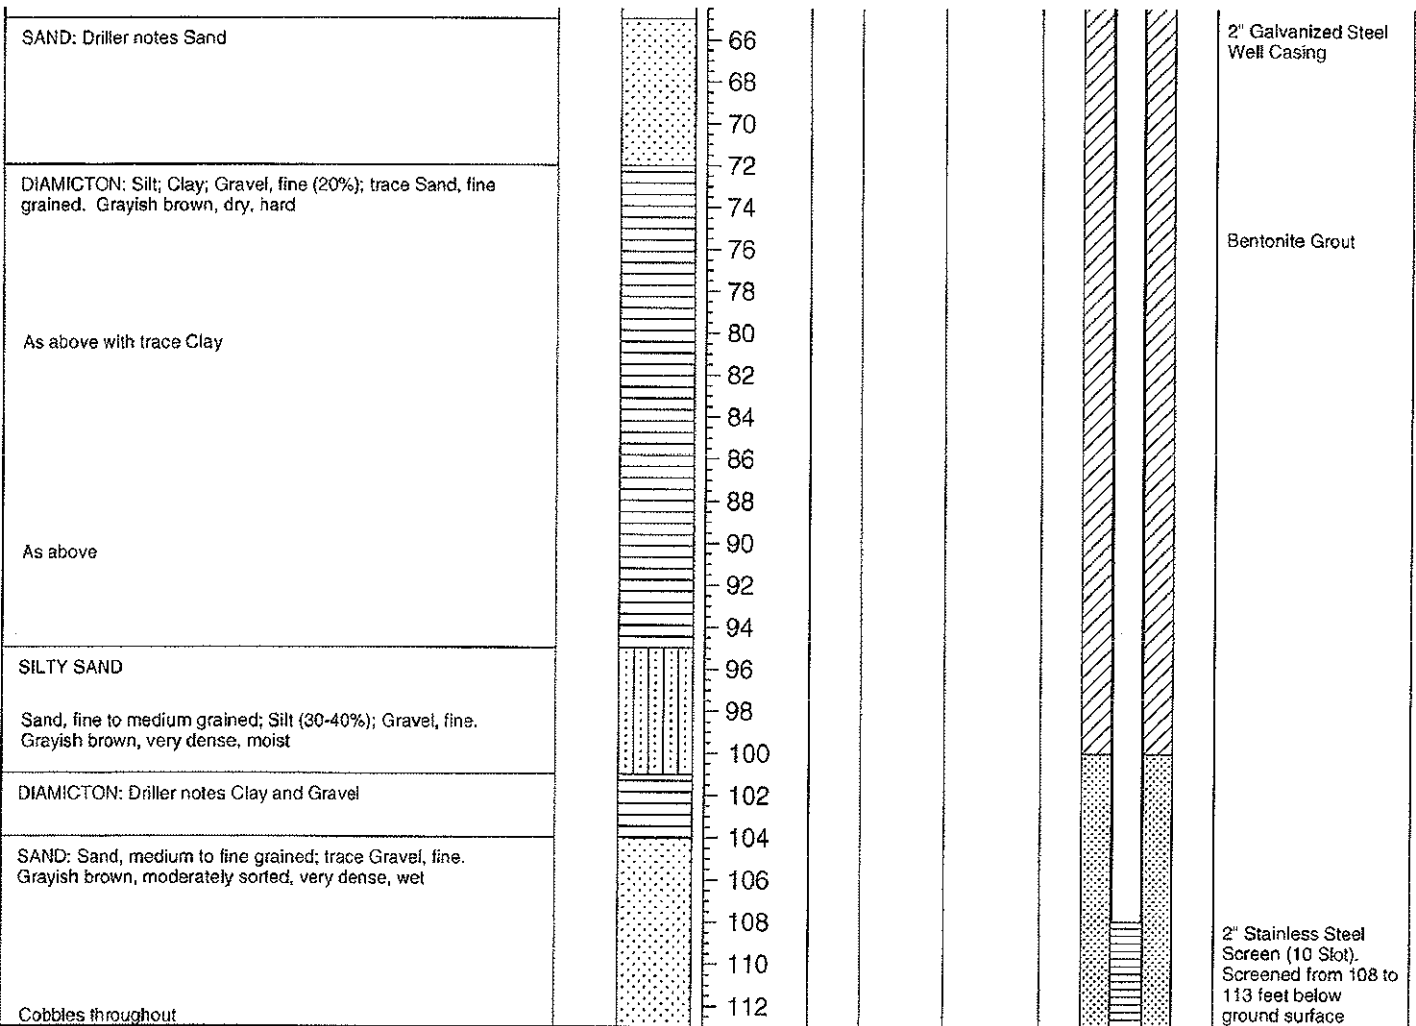 SAND: Driller notes Sand
DIAMICTON: Silt; Clay; Gravel, fine (20%); trace Sand, fine
grained. Grayish brown, dry, hard
As above with trace Clay
As above
SILTY SAND
Sand, fine to medium grained; Silt (30-40%); Gravel, fine.
Grayish brown, very dense, moist
DIAMICTON: Driller notes Clay and Gravel
SAND: Sand, medium to fine grained; trace Gravel, fine.
Grayish brown, moderately sorted, very dense, wet
Cobbles throughout
66
68
70
72
74
76
78
80
82
84
86
88
90
92
94
96
98
100
102
104
106
108
110
112
2" Galvanized Steel
Well Casing
Bentonite Grout
2" Stainless Steel
Screen (10 Slot).
Screened from 108 to
113 feet below
ground surface